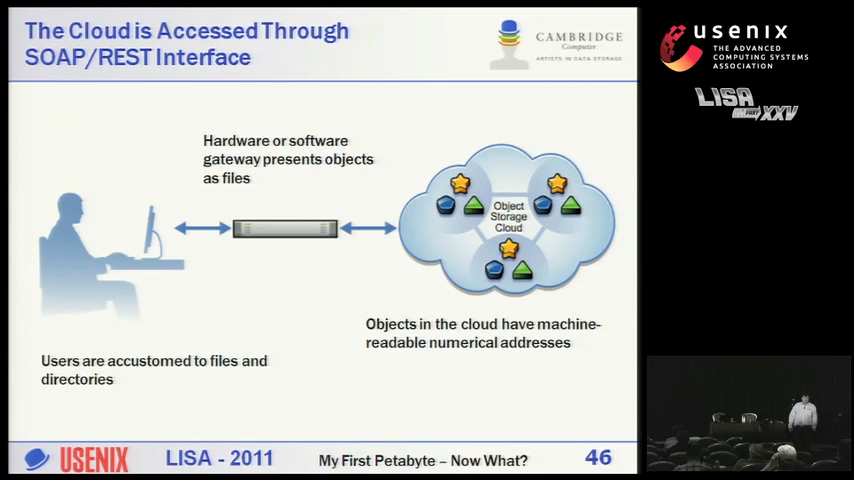 The Cloud is Accessed Through
SOAP/REST Interface
CAMBRIDGE
Computer
ARTISTS IN DATA STORAGE
usenix
THE ADVANCED
COMPUTING SYSTEMS
ASSOCIATION
LISA
XXV
Hardware or software
gateway presents objects
as files
Object
Storage
Cloud
Objects in the cloud have machine-
readable numerical addresses
Users are accustomed to files and
directories
USENIX
LISA - 2011
My First Petabyte – Now What?
46